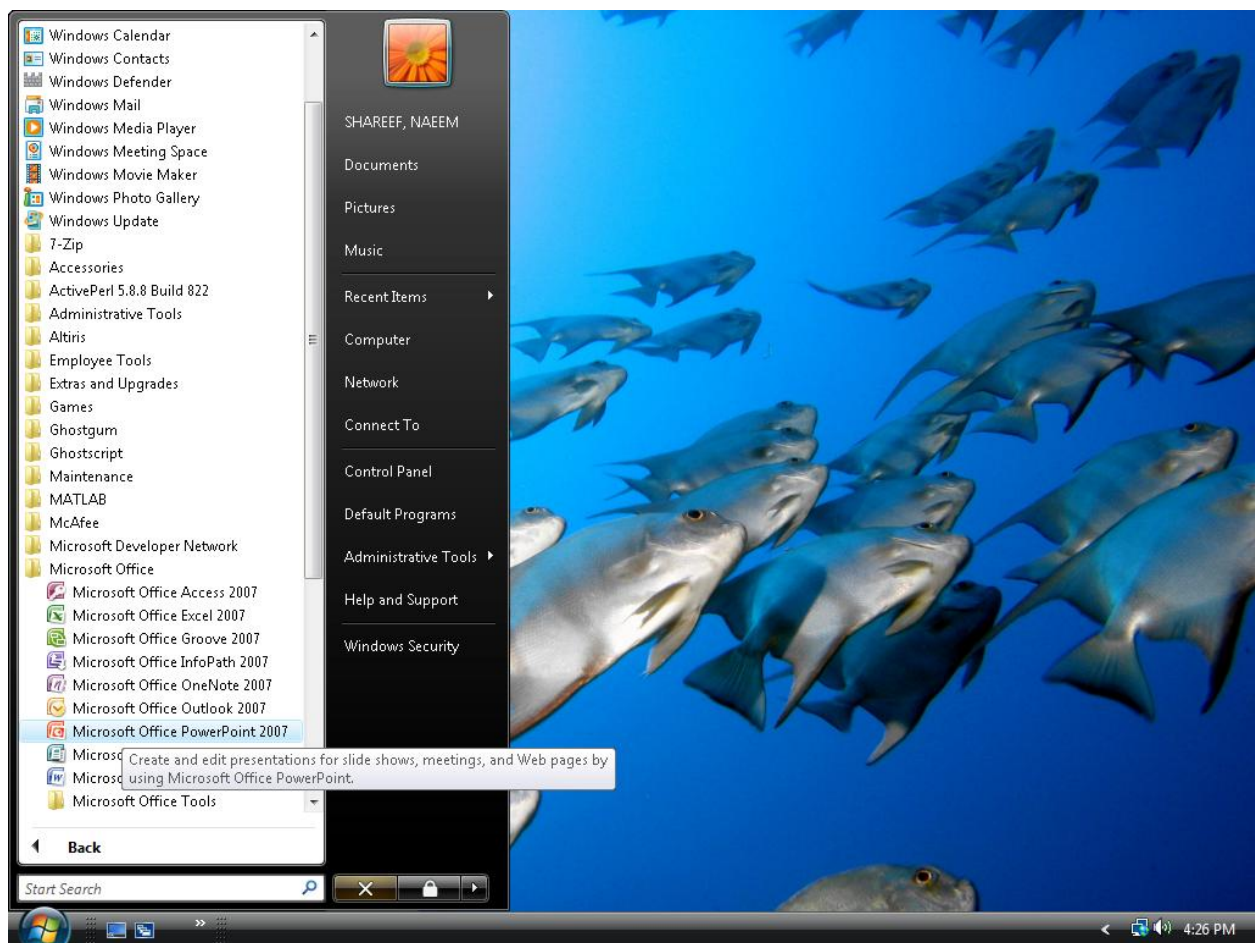 Windows Calendar
Windows Contacts
Windows Defender
Windows Mail
Windows Media Player
Windows Meeting Space
Windows Movie Maker
Windows Photo Gallery
Windows Update
7-Zip
Accessories
ActivePerl 5.8.8 Build 822
Administrative Tools
Altiris
Employee Tools
Extras and Upgrades
Games
Ghostgum
Ghostscript
Maintenance
MATLAB
McAfee
Microsoft Developer Network
Microsoft Office
Microsoft Office Access 2007
Microsoft Office Excel 2007
Microsoft Office Groove 2007
Microsoft Office InfoPath 2007
Microsoft Office OneNote 2007
Microsoft Office Outlook 2007
Microsoft Office PowerPoint 2007
Create and edit presentations for slide shows, meetings, and Web pages by
using Microsoft Office PowerPoint.
Microsoft Office Tools
Back
Start Search
SHAREEF, NAEEM
Documents
Pictures
Music
Recent Items
Computer
Network
Connect To
Control Panel
Default Programs
Administrative Tools
Help and Support
Windows Security
4:26 PM